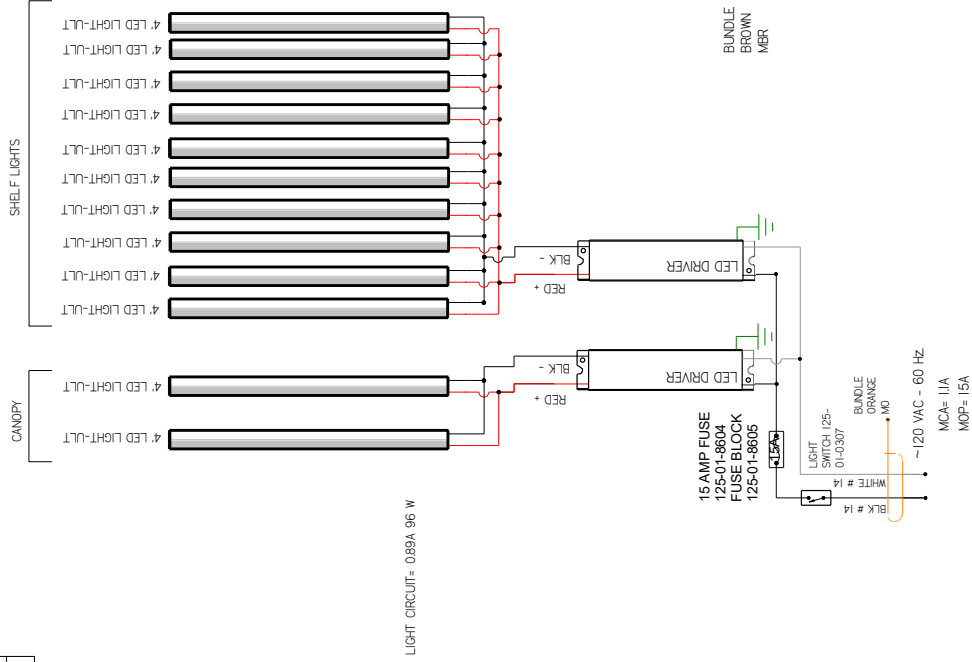 SHELF LIGHTS
4' LED LIGHT-ULT
4' LED LIGHT-ULT
4' LED LIGHT-ULT
4' LED LIGHT-ULT
4' LED LIGHT-ULT
4' LED LIGHT-ULT
4' LED LIGHT-ULT
4' LED LIGHT-ULT
4' LED LIGHT-ULT
4' LED LIGHT-ULT
CANOPY
4' LED LIGHT-ULT
4' LED LIGHT-ULT
BUNDLE
BROWN
MBR
BLK -
RED +
LED DRIVER
BLK -
RED +
LED DRIVER
15 AMP FUSE
125-01-8604
FUSE BLOCK
125-01-8605
15A
LIGHT
SWITCH 125-
01-0307
BUNDLE
ORANGE
MO
WHITE # 14
BLK # 14
~120 VAC - 60 HZ.
MCA= 1.1A
MOP= 15A
LIGHT CIRCUIT= 0.89A 96 W